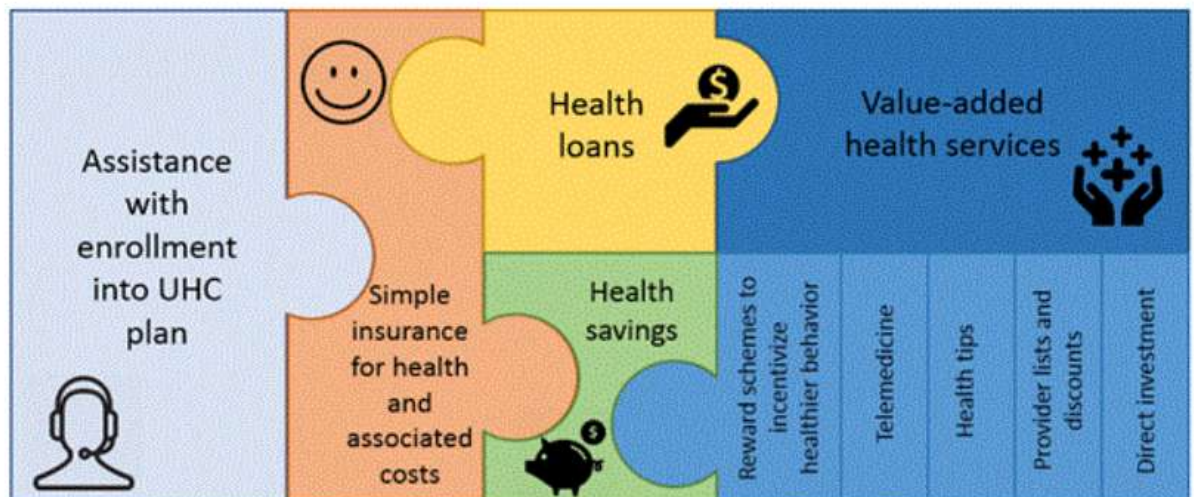 Assistance
with
enrollment
into UHC
plan
Simple
insurance
for health
and
associated
costs
Health
loans
$
Health
savings
$
Value-added
health services
Reward schemes to
incentivize
healthier behavior
Telemedicine
Health tips
Provider lists and
discounts
Direct investment